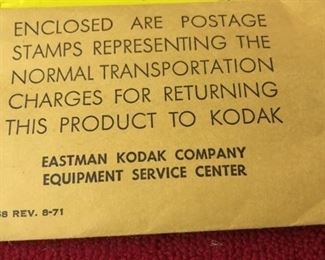 ENCLOSED ARE POSTAGE
STAMPS REPRESENTING THE
NORMAL TRANSPORTATION
CHARGES FOR RETURNING
THIS PRODUCT TO KODAK
EASTMAN KODAK COMPANY
EQUIPMENT SERVICE CENTER
8 REV. 8-71